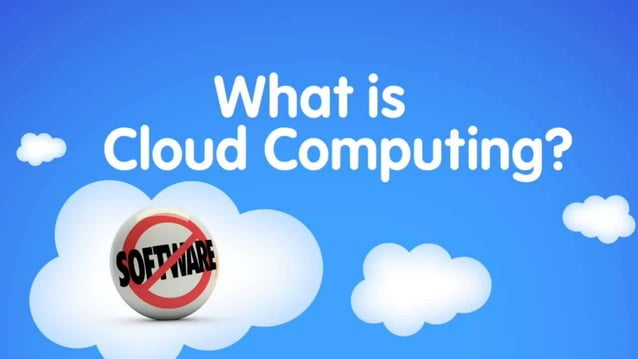 What is
Cloud Computing?
SOFTWARE